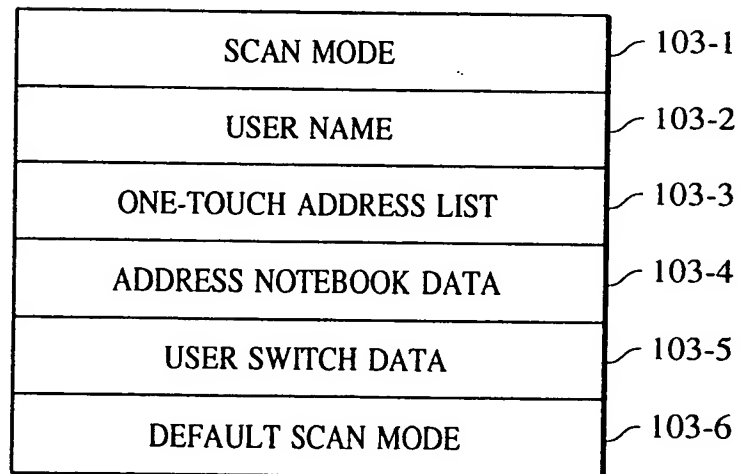 SCAN MODE 103-1
USER NAME 103-2
ONE-TOUCH ADDRESS LIST 103-3
ADDRESS NOTEBOOK DATA 103-4
USER SWITCH DATA 103-5
DEFAULT SCAN MODE 103-6